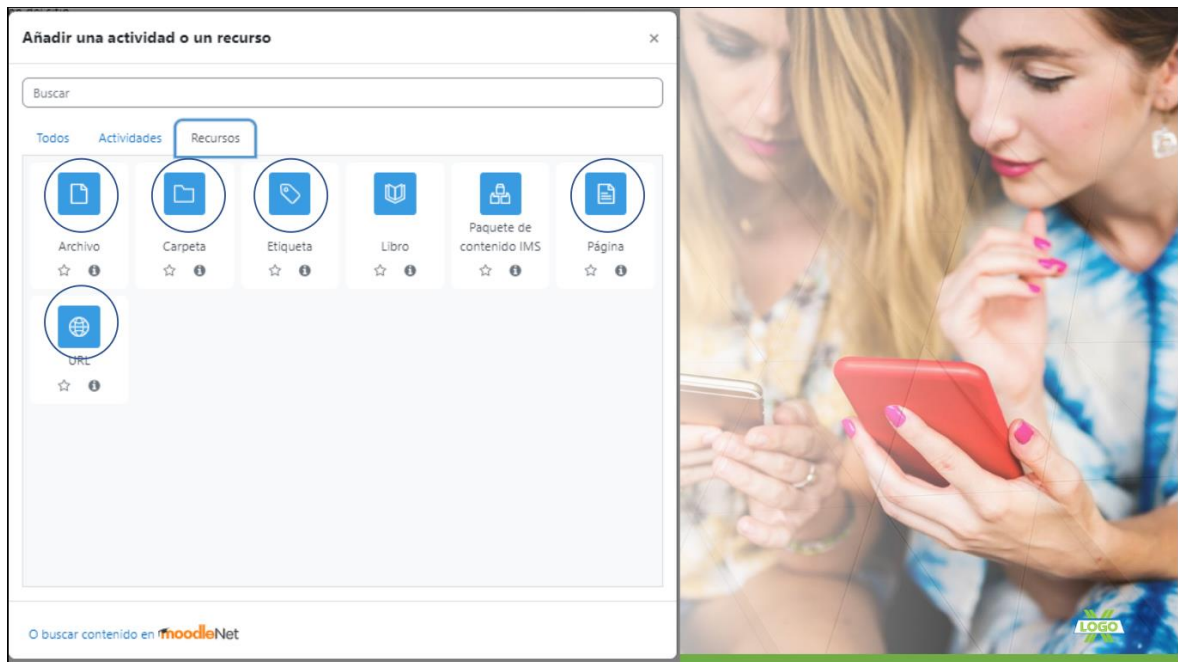 Añadir una actividad o un recurso
Buscar
Todos Actividades Recursos
Archivo Carpeta Etiqueta Libro Paquete de contenido IMS Página
URL
O buscar contenido en moodleNet
LOGO